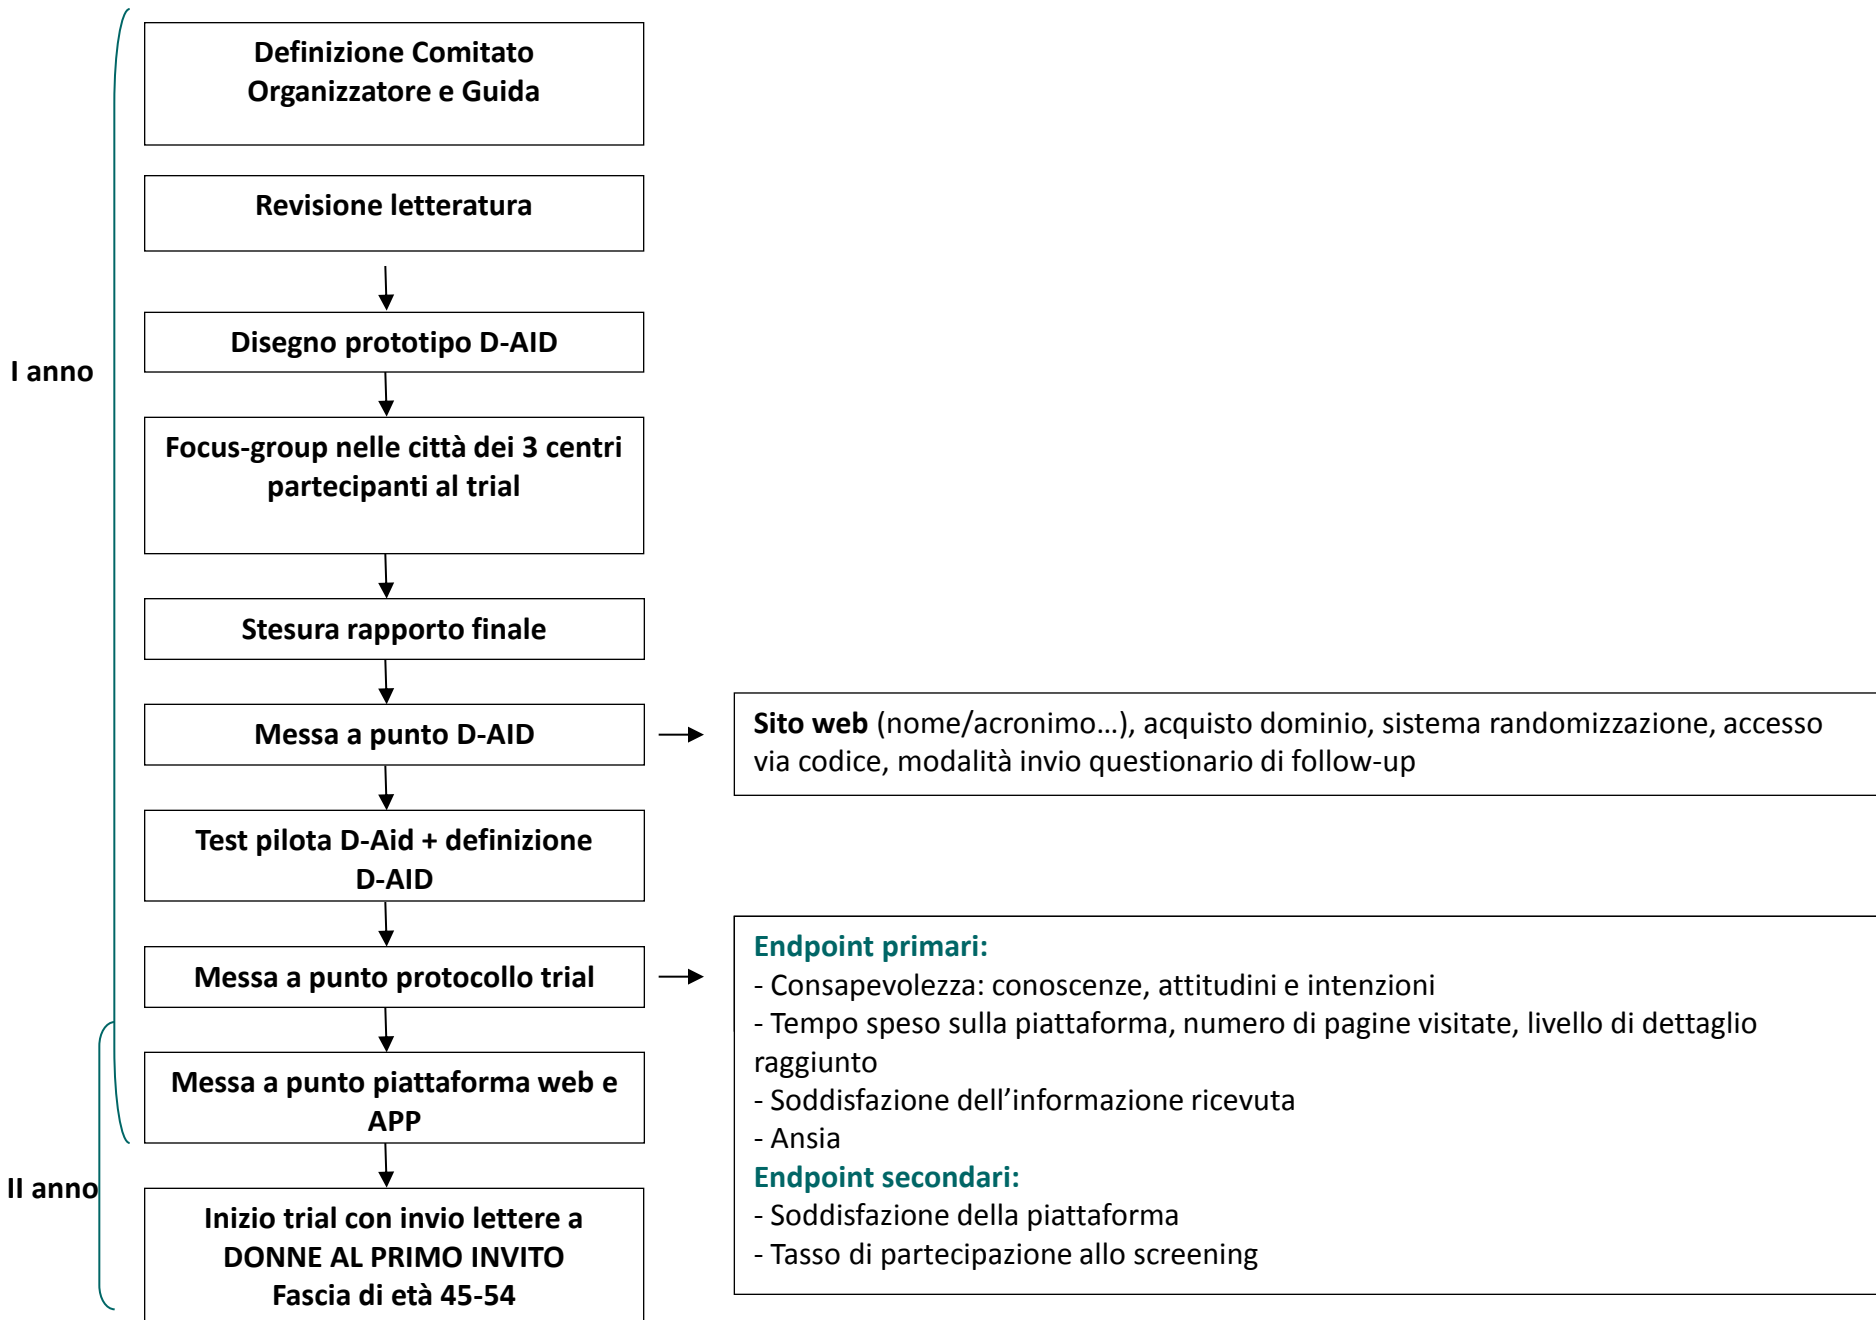 Definizione Comitato
Organizzatore e Guida
Revisione letteratura
Disegno prototipo D-AID
I anno
Focus-group nelle città dei 3 centri
partecipanti al trial
Stesura rapporto finale
Messa a punto D-AID
Sito web (nome/acronimo…), acquisto dominio, sistema randomizzazione, accesso
via codice, modalità invio questionario di follow-up
Test pilota D-Aid + definizione
D-AID
Messa a punto protocollo trial
Endpoint primari:
- Consapevolezza: conoscenze, attitudini e intenzioni
- Tempo speso sulla piattaforma, numero di pagine visitate, livello di dettaglio
raggiunto
- Soddisfazione dell’informazione ricevuta
- Ansia
Endpoint secondari:
- Soddisfazione della piattaforma
- Tasso di partecipazione allo screening
Messa a punto piattaforma web e
APP
II anno
Inizio trial con invio lettere a
DONNE AL PRIMO INVITO
Fascia di età 45-54